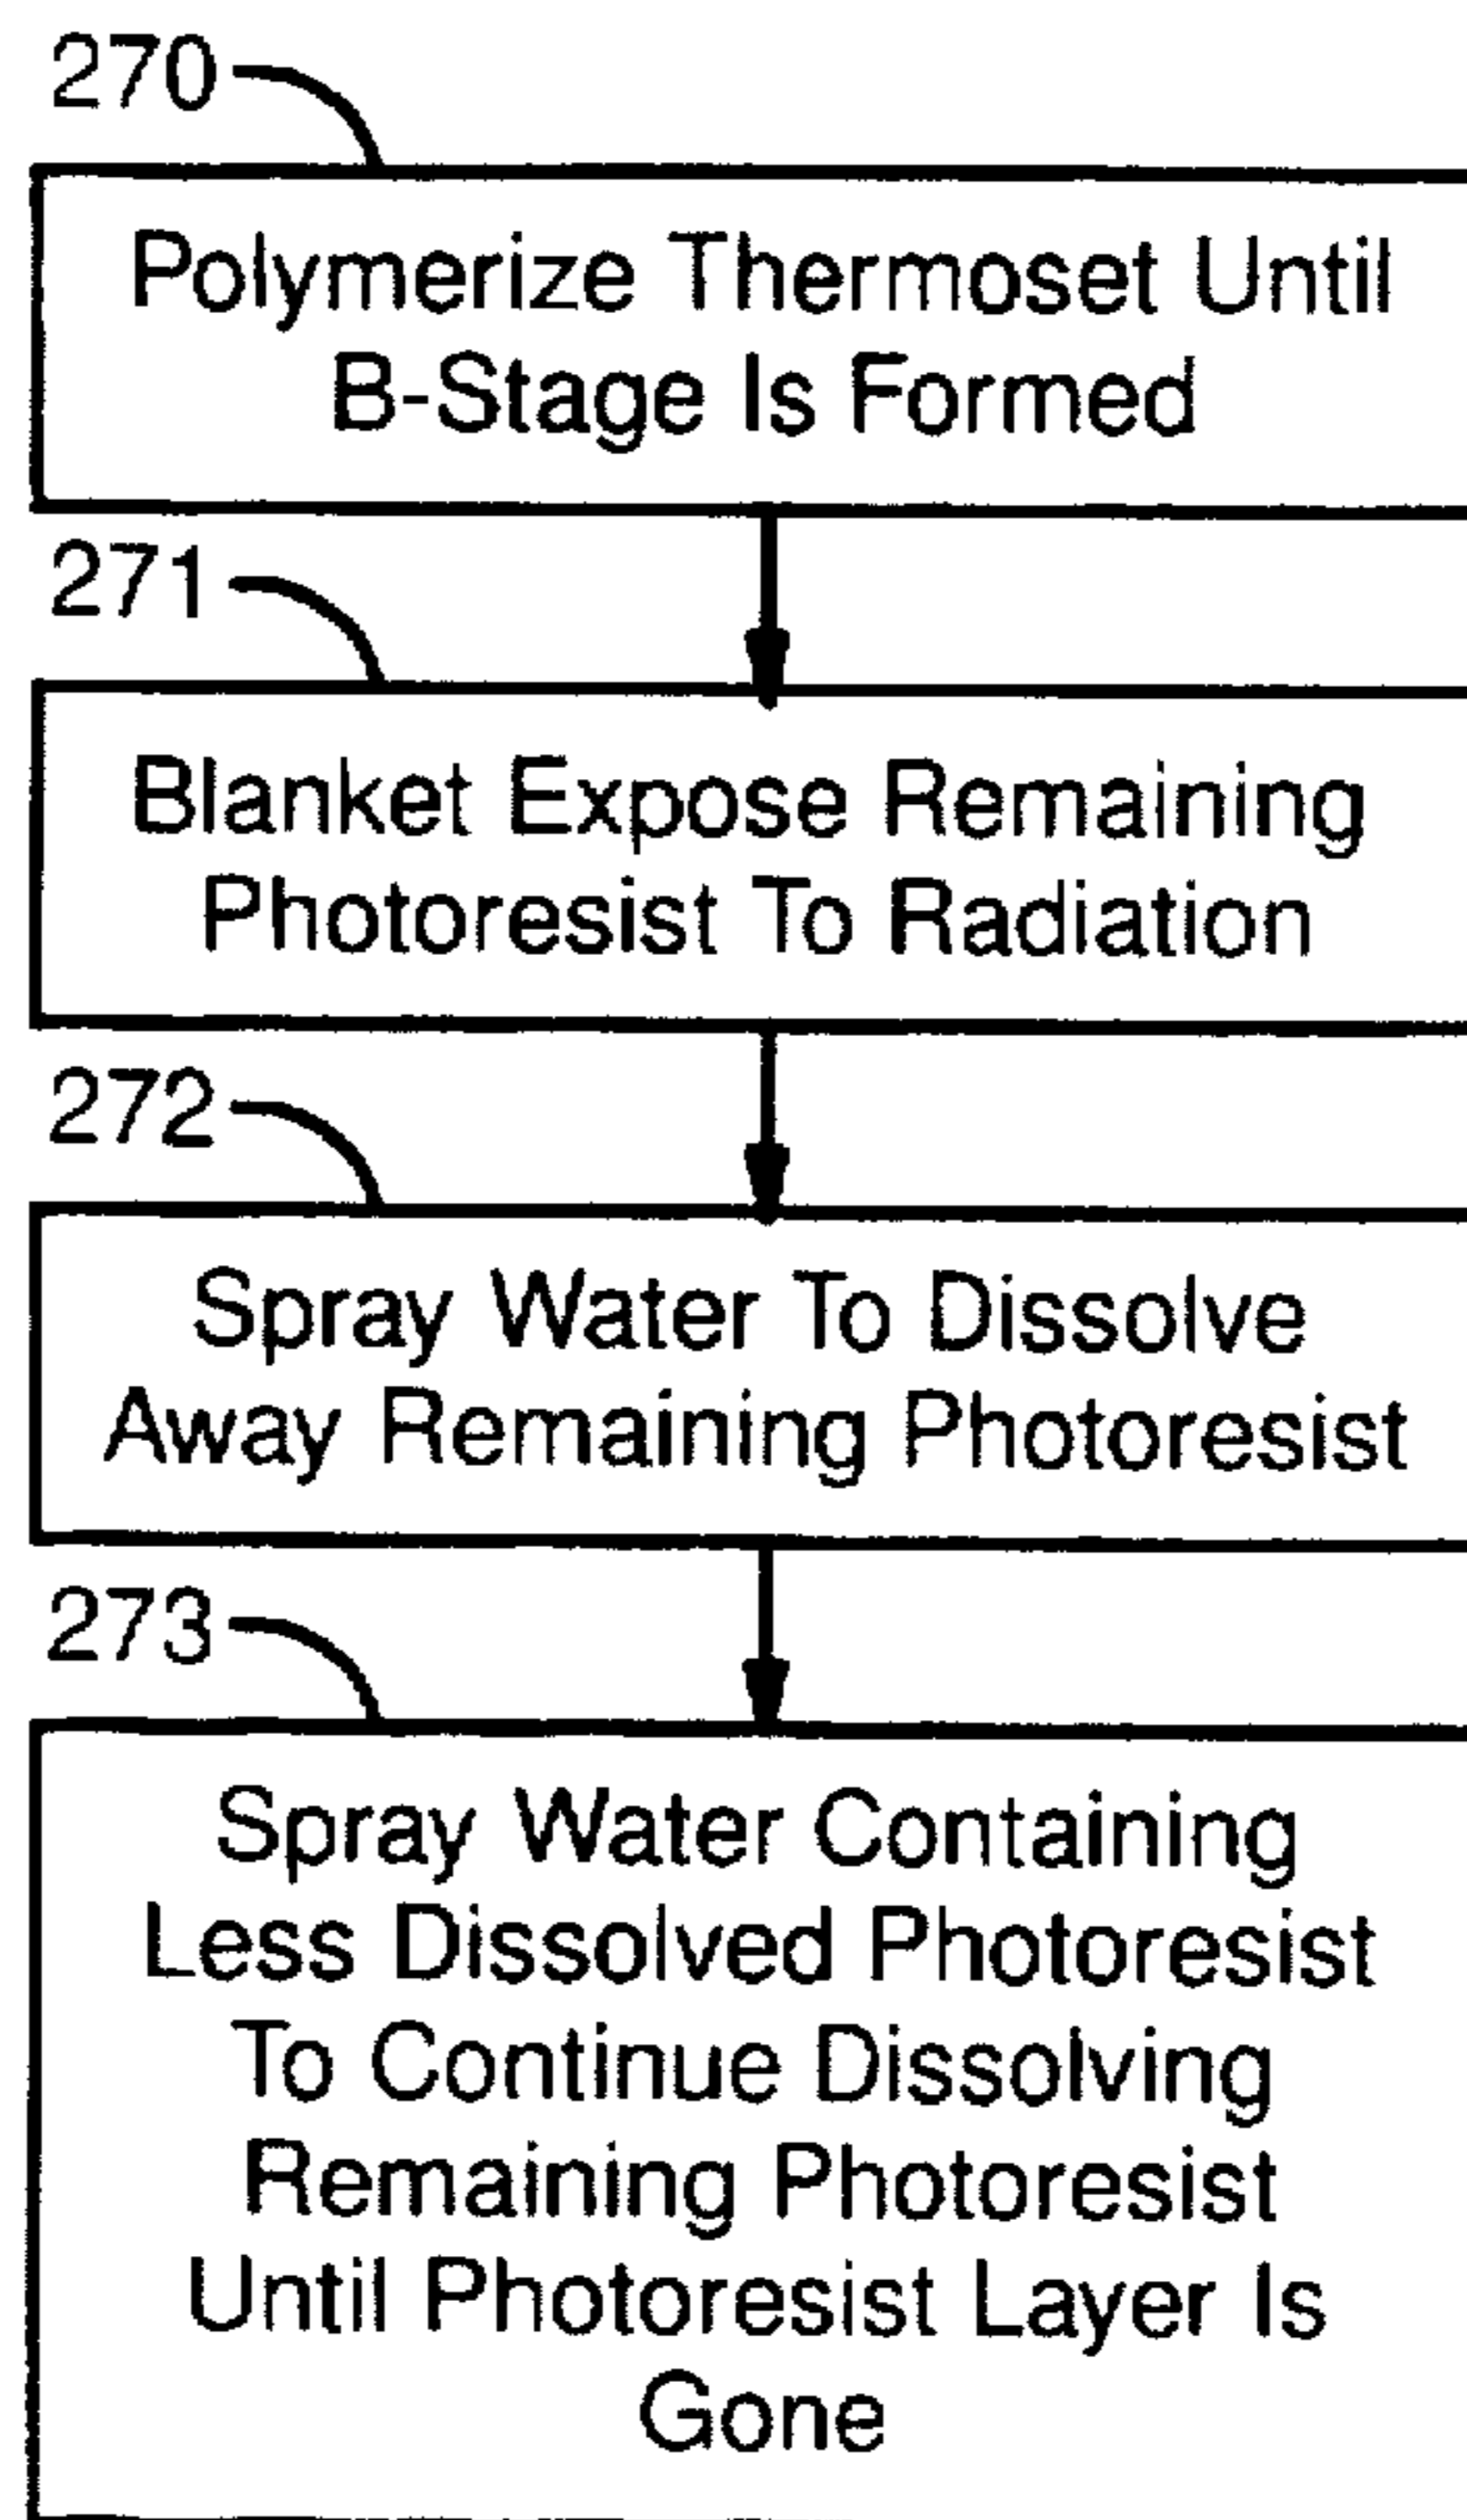 270
Polymerize Thermoset Until
B-Stage Is Formed
271
Blanket Expose Remaining
Photoresist To Radiation
272
Spray Water To Dissolve
Away Remaining Photoresist
273
Spray Water Containing
Less Dissolved Photoresist
To Continue Dissolving
Remaining Photoresist
Until Photoresist Layer Is
Gone